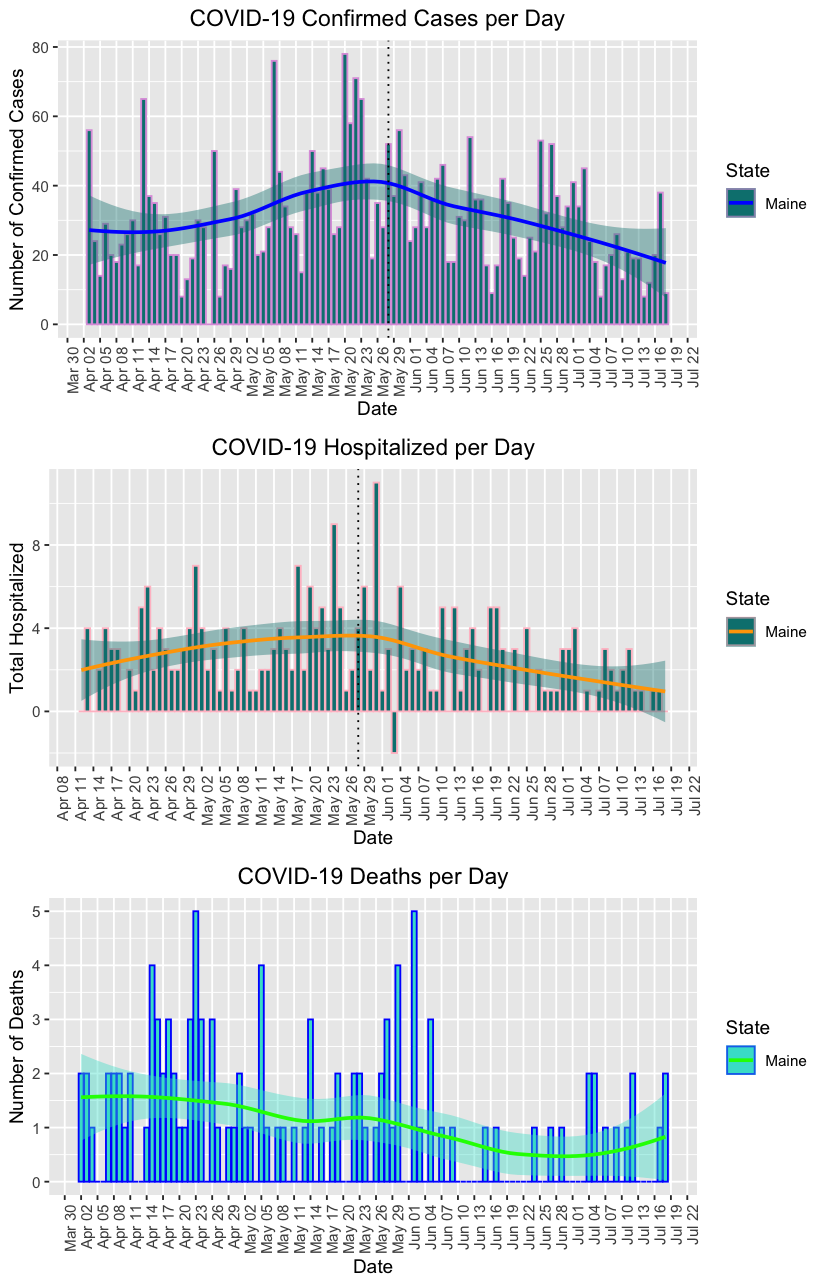 COVID-19 Confirmed Cases per Day
Number of Confirmed Cases
80
60
40
20
0
Mar 30
Apr 02
Apr 05
Apr 08
Apr 11
Apr 14
Apr 17
Apr 20
Apr 23
Apr 26
Apr 29
May 02
May 05
May 08
May 11
May 14
May 17
May 20
May 23
May 26
May 29
Jun 01
Jun 04
Jun 07
Jun 10
Jun 13
Jun 16
Jun 19
Jun 22
Jun 25
Jun 28
Jul 01
Jul 04
Jul 07
Jul 10
Jul 13
Jul 16
Jul 19
Jul 22
Date
State
Maine
COVID-19 Hospitalized per Day
Total Hospitalized
8
4
0
Apr 08
Apr 11
Apr 14
Apr 17
Apr 20
Apr 23
Apr 26
Apr 29
May 02
May 05
May 08
May 11
May 14
May 17
May 20
May 23
May 26
May 29
Jun 01
Jun 04
Jun 07
Jun 10
Jun 13
Jun 16
Jun 19
Jun 22
Jun 25
Jun 28
Jul 01
Jul 04
Jul 07
Jul 10
Jul 13
Jul 16
Jul 19
Jul 22
Date
State
Maine
COVID-19 Deaths per Day
Number of Deaths
5
4
3
2
1
0
Mar 30
Apr 02
Apr 05
Apr 08
Apr 11
Apr 14
Apr 17
Apr 20
Apr 23
Apr 26
Apr 29
May 02
May 05
May 08
May 11
May 14
May 17
May 20
May 23
May 26
May 29
Jun 01
Jun 04
Jun 07
Jun 10
Jun 13
Jun 16
Jun 19
Jun 22
Jun 25
Jun 28
Jul 01
Jul 04
Jul 07
Jul 10
Jul 13
Jul 16
Jul 19
Jul 22
Date
State
Maine